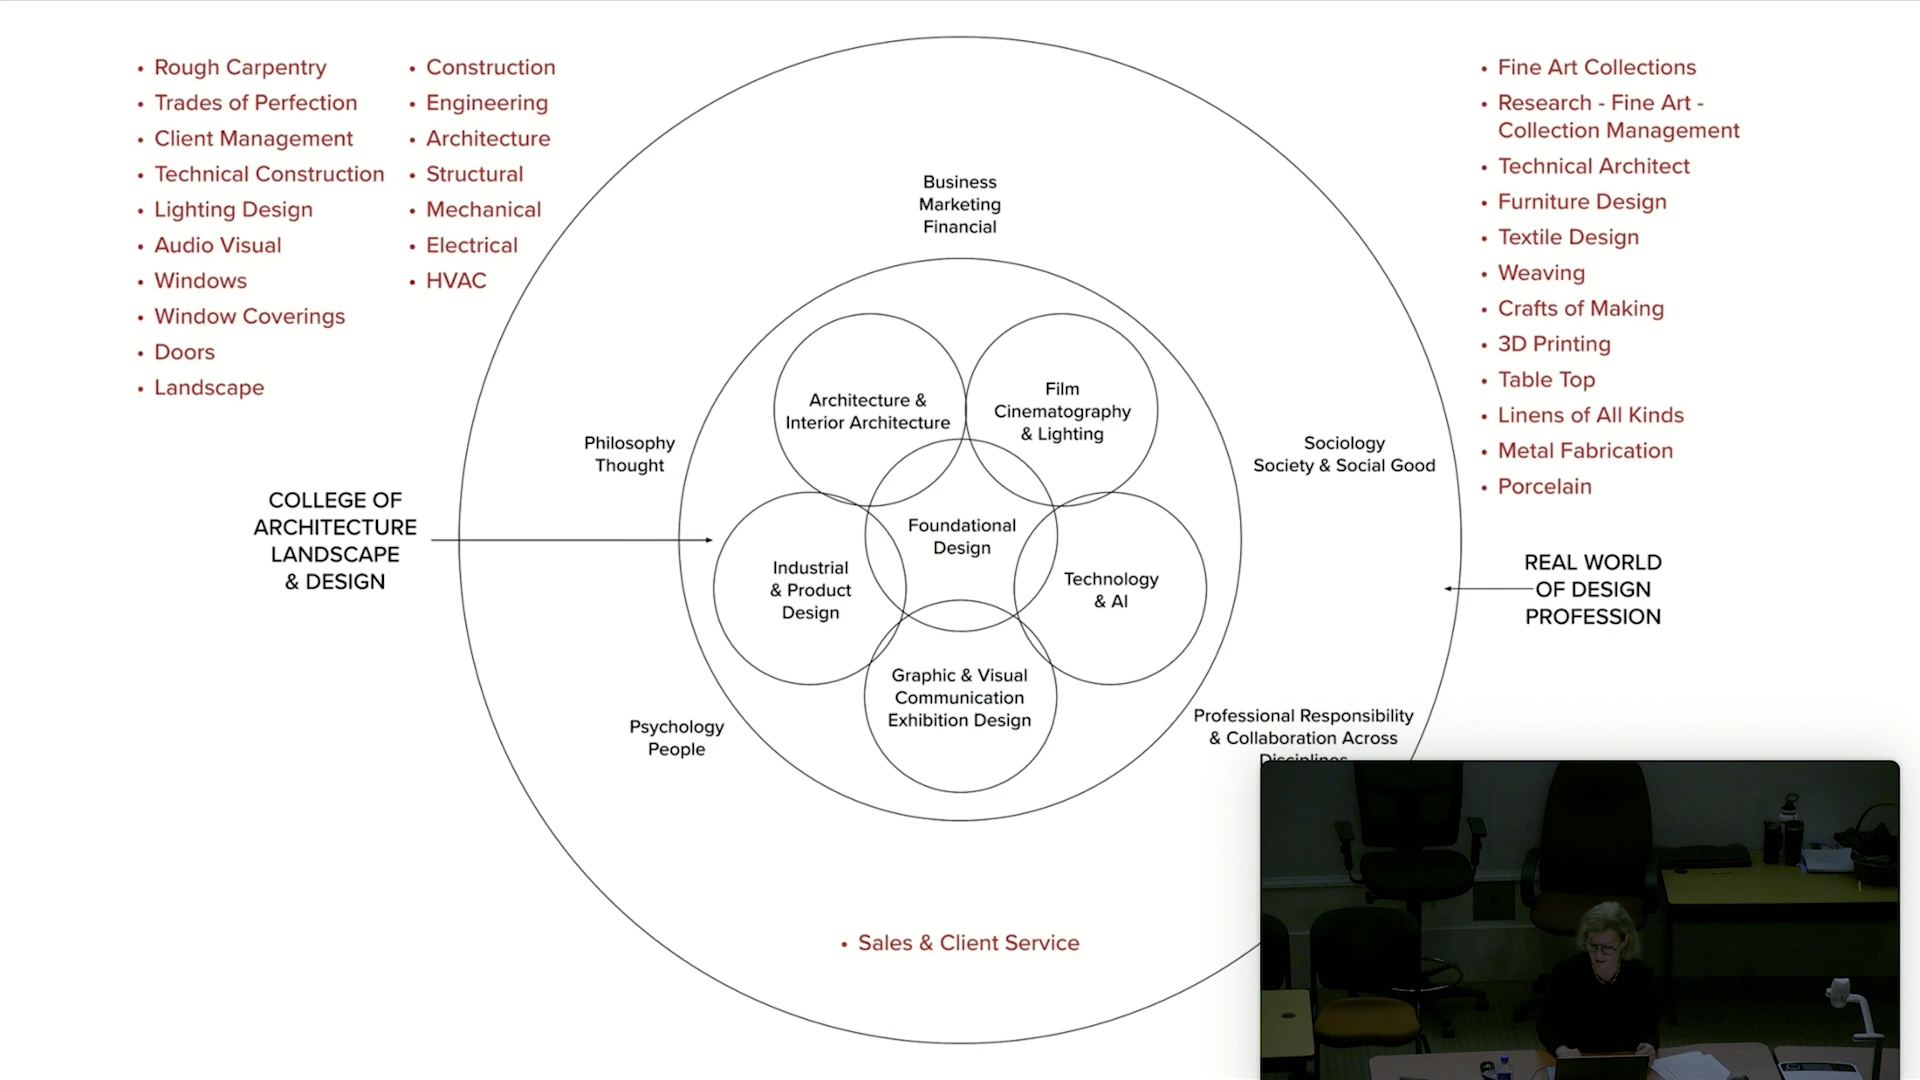 • Rough Carpentry
• Trades of Perfection
• Client Management
• Technical Construction
• Lighting Design
• Audio Visual
• Windows
• Window Coverings
• Doors
• Landscape
• Construction
• Engineering
• Architecture
• Structural
• Mechanical
• Electrical
• HVAC
Business
Marketing
Financial
• Fine Art Collections
• Research - Fine Art -
Collection Management
• Technical Architect
• Furniture Design
• Textile Design
• Weaving
• Crafts of Making
• 3D Printing
• Table Top
• Linens of All Kinds
• Metal Fabrication
• Porcelain
Architecture &
Interior Architecture
Film
Cinematography
& Lighting
Philosophy
Thought
Sociology
Society & Social Good
COLLEGE OF
ARCHITECTURE
LANDSCAPE
& DESIGN
Foundational
Design
Industrial
& Product
Design
Technology
& AI
REAL WORLD
OF DESIGN
PROFESSION
Graphic & Visual
Communication
Exhibition Design
Psychology
People
Professional Responsibility
& Collaboration Across
Disciplines
• Sales & Client Service